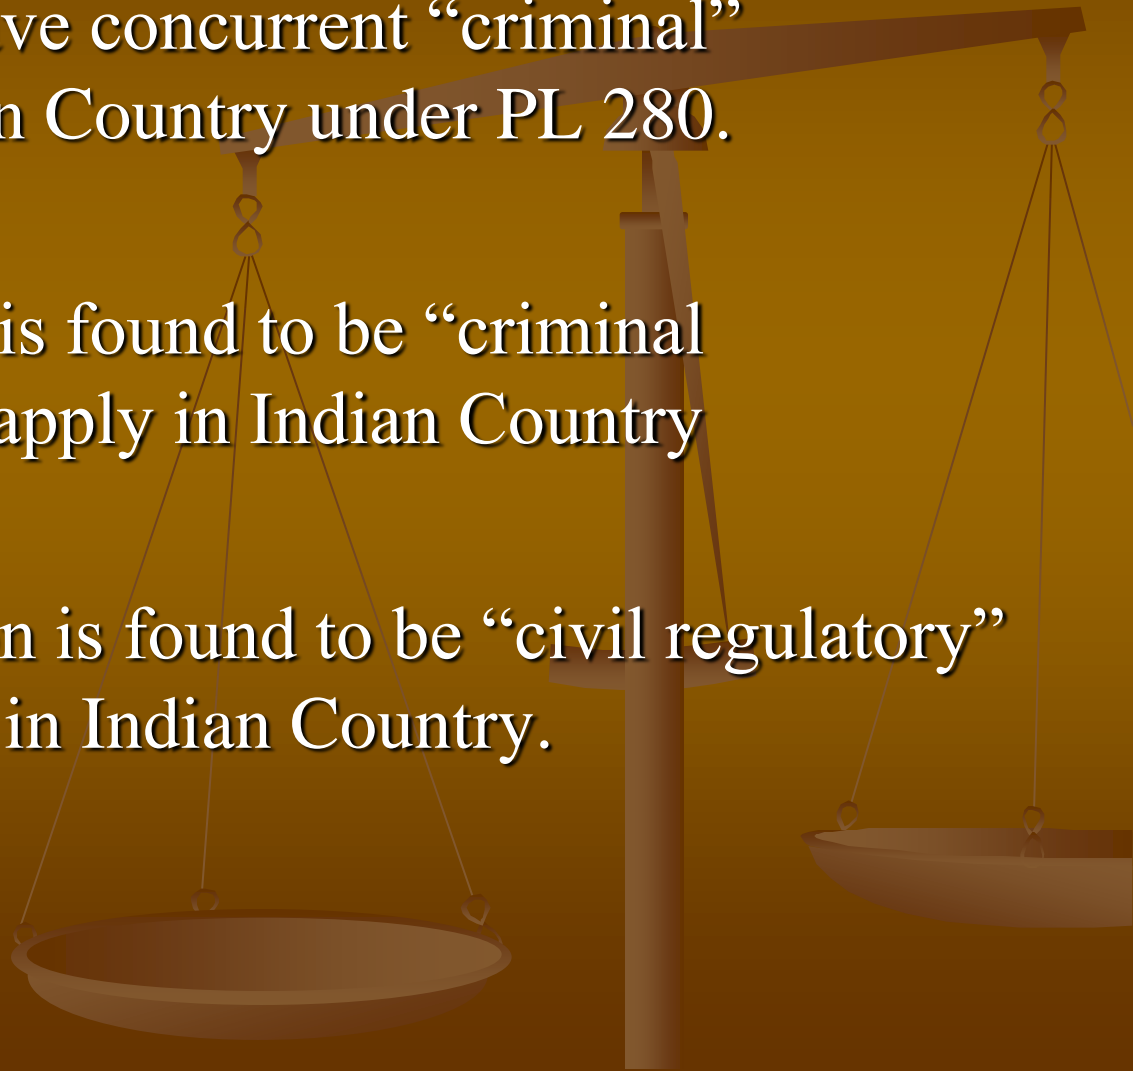 ve concurrent “criminal”
n Country under PL 280.
is found to be “criminal
apply in Indian Country
n is found to be “civil regulatory”
in Indian Country.